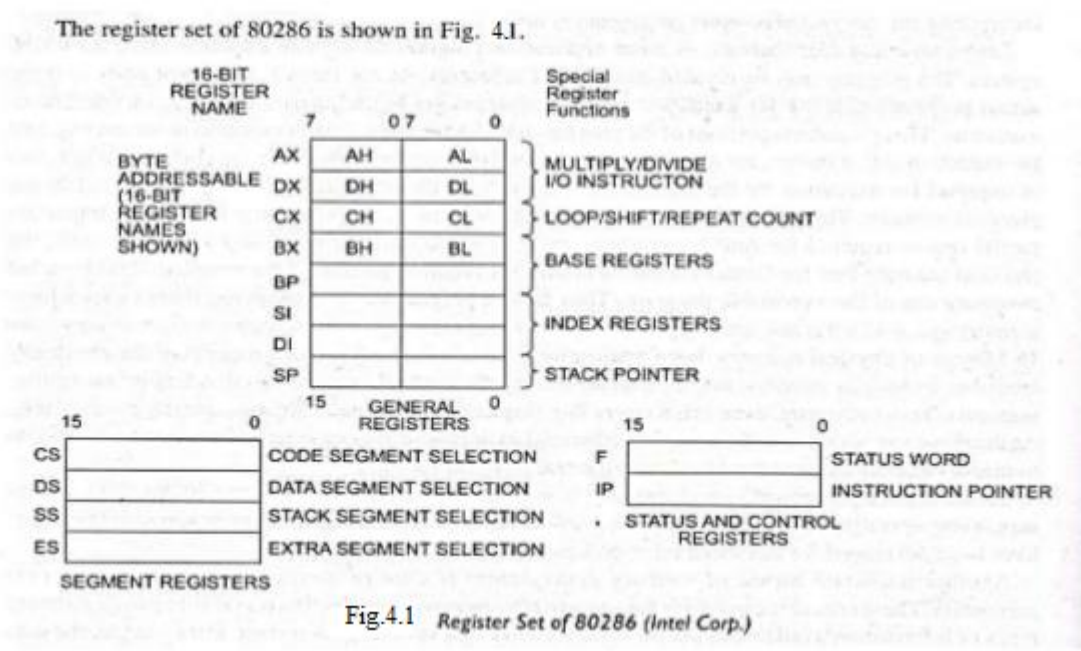 The register set of 80286 is shown in Fig. 4.1.
16-BIT
REGISTER
NAME
Special
Register
Functions
7 07 0
BYTE
ADDRESSABLE
(16-BIT
REGISTER
NAMES
SHOWN)
AX AH AL
DX DH DL
CX CH CL
BX BH BL
BP
SI
DI
SP
MULTIPLY/DIVIDE
I/O INSTRUCTON
LOOP/SHIFT/REPEAT COUNT
BASE REGISTERS
INDEX REGISTERS
STACK POINTER
15 0
GENERAL
REGISTERS
15 0
CS CODE SEGMENT SELECTION
DS DATA SEGMENT SELECTION
SS STACK SEGMENT SELECTION
ES EXTRA SEGMENT SELECTION
SEGMENT REGISTERS
15 0
F STATUS WORD
IP INSTRUCTION POINTER
STATUS AND CONTROL
REGISTERS
Fig.4.1 Register Set of 80286 (Intel Corp.)